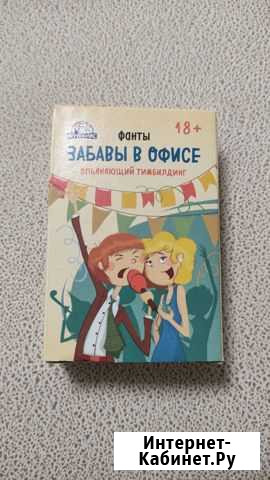 фанты
18+
ЗАБАВЫ В ОФИСЕ
ОПЬЯНЯЮЩИЙ ТИМБИЛДИНГ
Интернет-
Кабинет.Ру